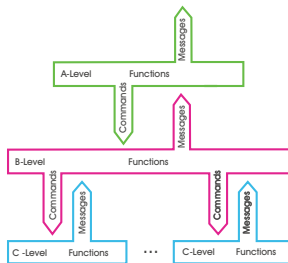 Messages
A-Level Functions
Commands
Messages
B-Level Functions
Commands
Messages
Commands
Messages
C -Level Functions
...
C-Level Functions